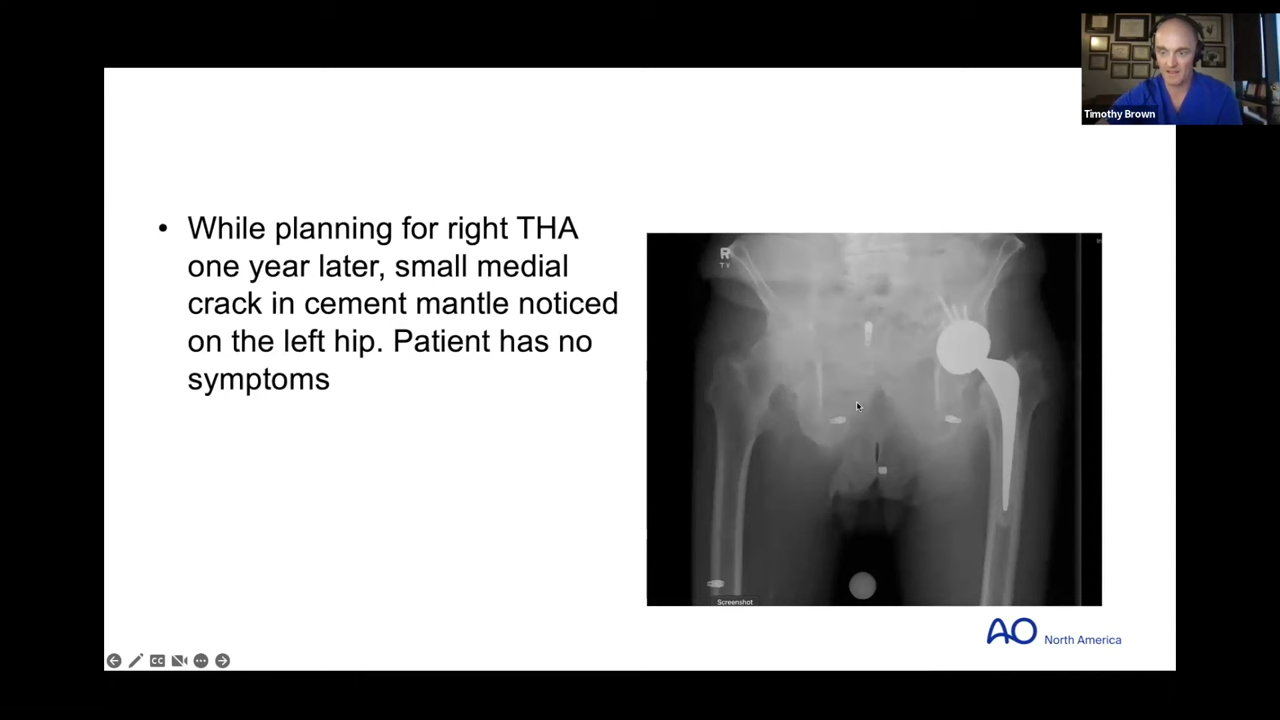 Timothy Brown
• While planning for right THA
one year later, small medial
crack in cement mantle noticed
on the left hip. Patient has no
symptoms
R
Screenshot
AO North America
CC